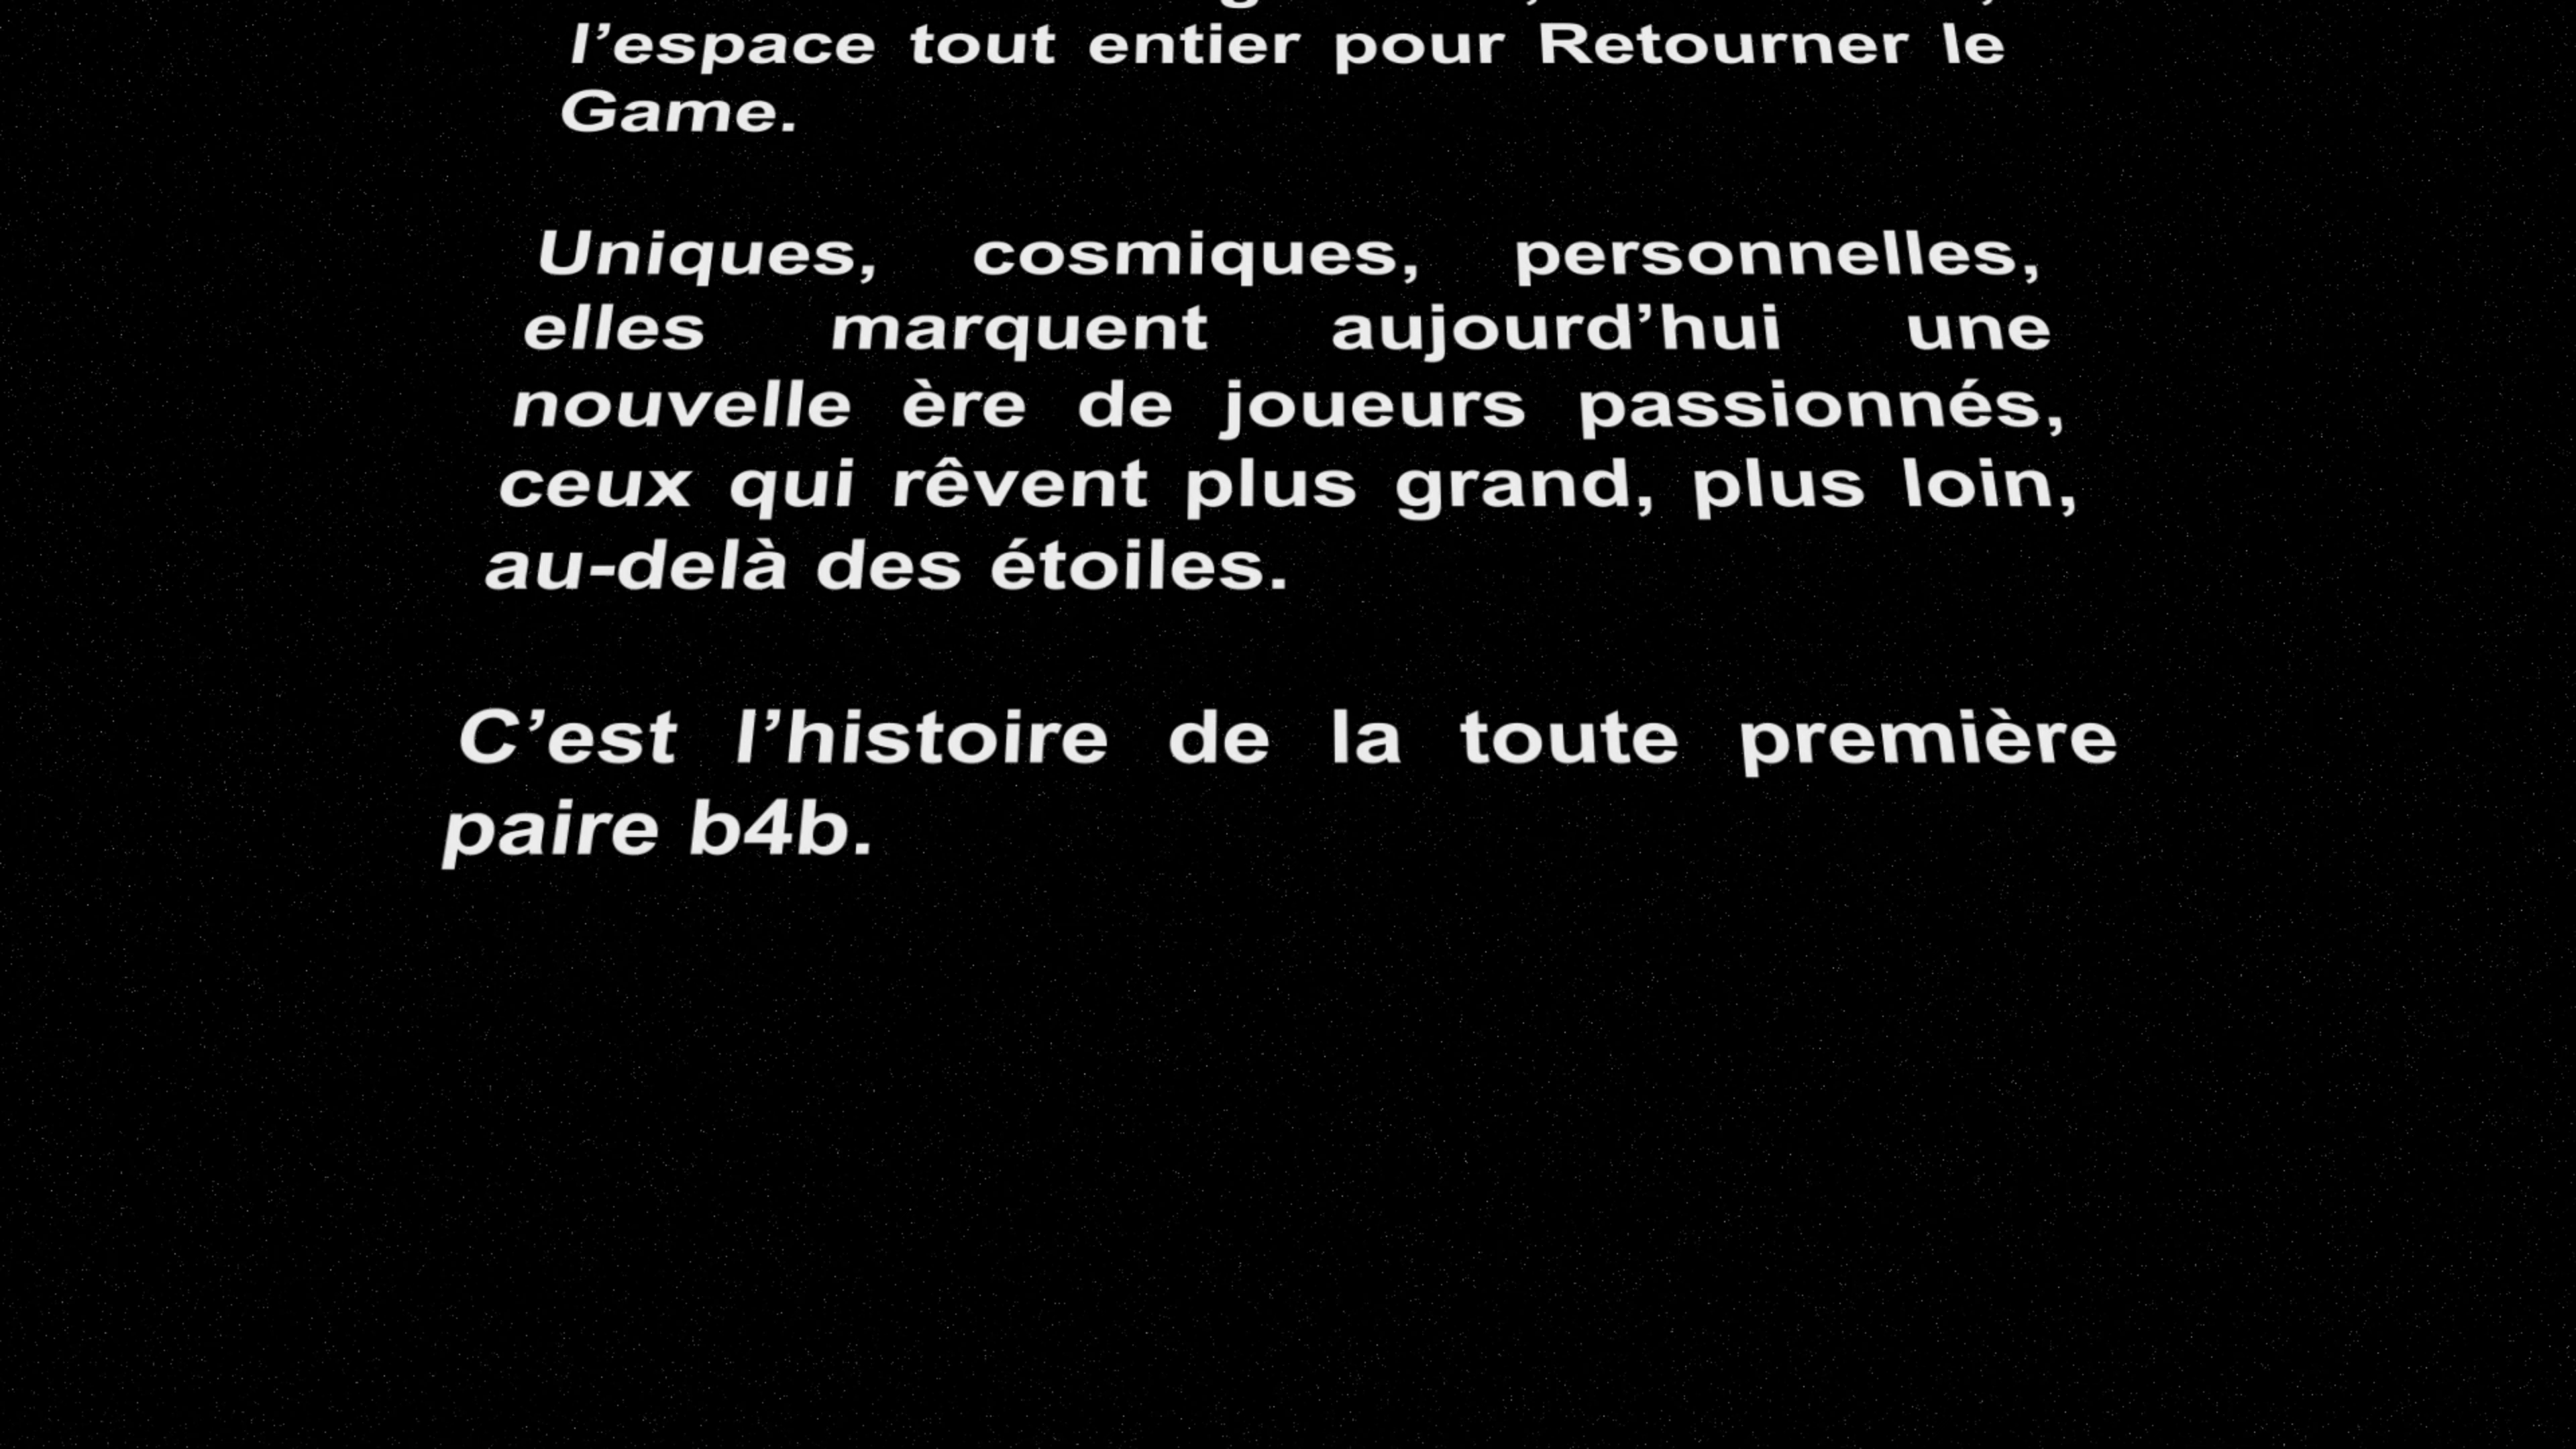 l’espace tout entier pour Retourner le
Game.
Uniques, cosmiques, personnelles,
elles marquent aujourd’hui une
nouvelle ère de joueurs passionnés,
ceux qui rêvent plus grand, plus loin,
au-delà des étoiles.
C’est l’histoire de la toute première
paire b4b.